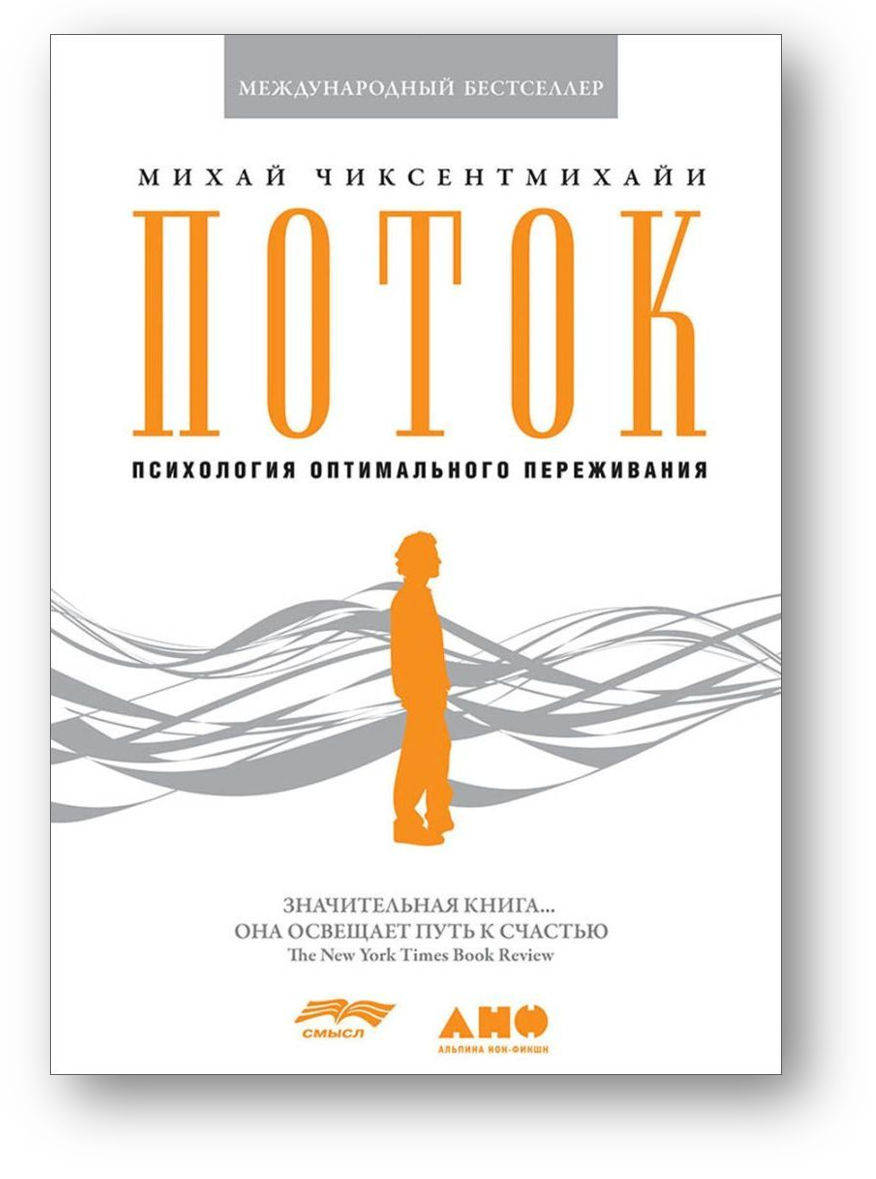 МЕЖДУНАРОДНЫЙ БЕСТСЕЛЛЕР
МИХАЙ ЧИКСЕНТМИХАЙИ
ПОТОК
ПСИХОЛОГИЯ ОПТИМАЛЬНОГО ПЕРЕЖИВАНИЯ
ЗНАЧИТЕЛЬНАЯ КНИГА...
ОНА ОСВЕЩАЕТ ПУТЬ К СЧАСТЬЮ
The New York Times Book Review
СМЫСЛ
АНФ
АЛЬПИНА НОН-ФИКШН